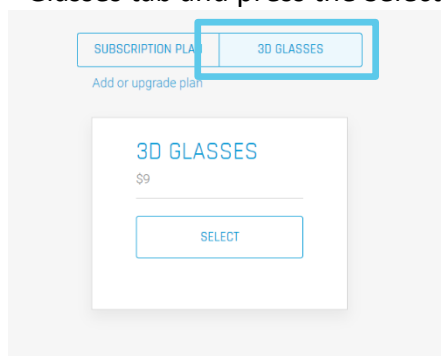 Glasses tab and press the select
SUBSCRIPTION PLAN 3D GLASSES
Add or upgrade plan
3D GLASSES
$9
SELECT